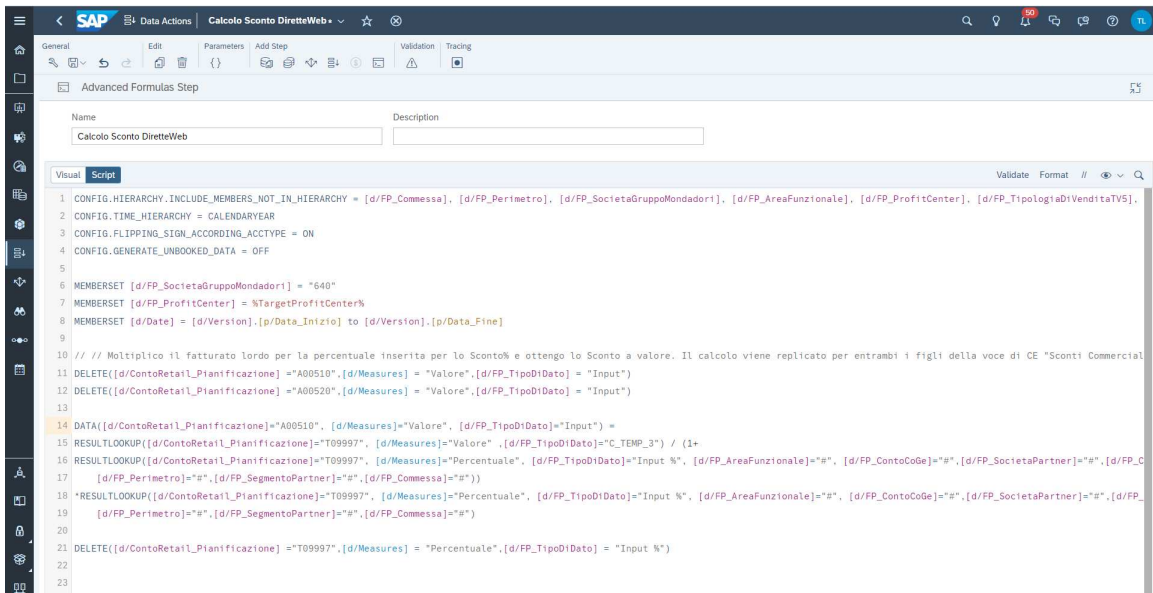 SAP Data Actions Calcolo Sconto DiretteWeb* 50 TL
General Edit Parameters Add Step Validation Tracing
Advanced Formulas Step
Name Description
Calcolo Sconto DiretteWeb
Visual Script Validate Format //
1 CONFIG.HIERARCHY.INCLUDE_MEMBERS_NOT_IN_HIERARCHY = [d/FP_Commessa], [d/FP_Perimetro], [d/FP_SocietaGruppoMondadori], [d/FP_AreaFunzionale], [d/FP_ProfitCenter], [d/FP_TipologiaDiVenditaTV5],
2 CONFIG.TIME_HIERARCHY = CALENDARYEAR
3 CONFIG.FLIPPING_SIGN_ACCORDING_ACCTYPE = ON
4 CONFIG.GENERATE_UNBOOKED_DATA = OFF
5
6 MEMBERSET [d/FP_SocietaGruppoMondadori] = "640"
7 MEMBERSET [d/FP_ProfitCenter] = %TargetProfitCenter%
8 MEMBERSET [d/Date] = [d/Version].[p/Data_Inizio] to [d/Version].[p/Data_Fine]
9
10 // // Moltiplico il fatturato lordo per la percentuale inserita per lo Sconto% e ottengo lo Sconto a valore. Il calcolo viene replicato per entrambi i figli della voce di CE "Sconti Commercial
11 DELETE([d/ContoRetail_Pianificazione] ="A00510",[d/Measures] = "Valore",[d/FP_TipoDiDato] = "Input")
12 DELETE([d/ContoRetail_Pianificazione] ="A00520",[d/Measures] = "Valore",[d/FP_TipoDiDato] = "Input")
13
14 DATA([d/ContoRetail_Pianificazione]="A00510", [d/Measures]="Valore", [d/FP_TipoDiDato]="Input") =
15 RESULTLOOKUP([d/ContoRetail_Pianificazione]="T09997", [d/Measures]="Valore" ,[d/FP_TipoDiDato]="C_TEMP_3") / (1+
16 RESULTLOOKUP([d/ContoRetail_Pianificazione]="T09997", [d/Measures]="Percentuale", [d/FP_TipoDiDato]="Input %", [d/FP_AreaFunzionale]="#", [d/FP_ContoCoGe]="#",[d/FP_SocietaPartner]="#",[d/FP_C
17 [d/FP_Perimetro]="#",[d/FP_SegmentoPartner]="#",[d/FP_Commessa]="#"))
18 *RESULTLOOKUP([d/ContoRetail_Pianificazione]="T09997", [d/Measures]="Percentuale", [d/FP_TipoDiDato]="Input %", [d/FP_AreaFunzionale]="#", [d/FP_ContoCoGe]="#",[d/FP_SocietaPartner]="#",[d/FP_
19 [d/FP_Perimetro]="#",[d/FP_SegmentoPartner]="#",[d/FP_Commessa]="#")
20
21 DELETE([d/ContoRetail_Pianificazione] ="T09997",[d/Measures] = "Percentuale",[d/FP_TipoDiDato] = "Input %")
22
23